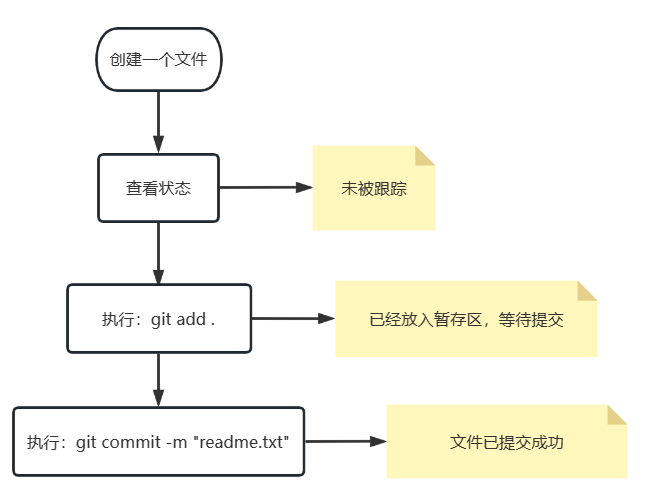 创建一个文件
查看状态
未被跟踪
执行：git add .
已经放入暂存区，等待提交
执行：git commit -m "readme.txt"
文件已提交成功